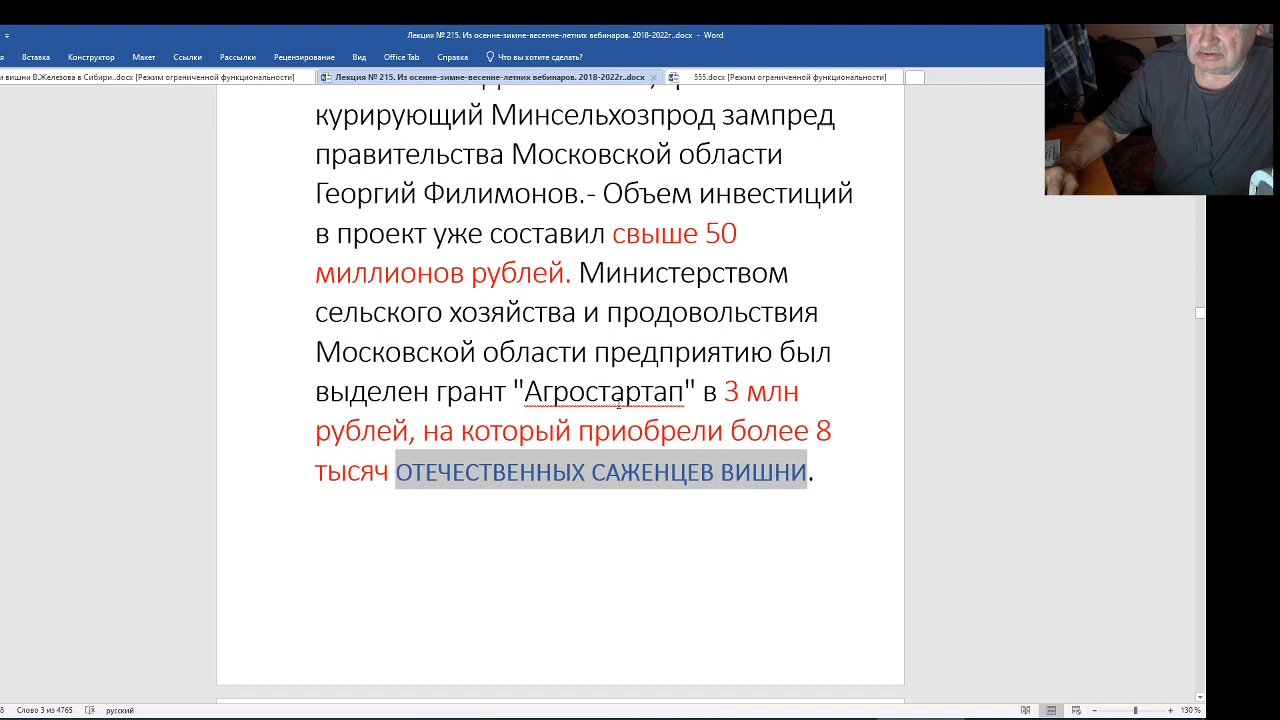 Лекция № 215. Из осенне-зимне-весенне-летних вебинаров. 2018-2022г..docx - Word
Вставка Конструктор Макет Ссылки Рассылки Рецензирование Вид Office Tab Справка Что вы хотите сделать?
и вишни В.Железова в Сибири..docx [Режим ограниченной функциональности] Лекция № 215. Из осенне-зимне-весенне-летних вебинаров. 2018-2022г..docx 555.docx [Режим ограниченной функциональности]
курирующий Минсельхозпрод зампред
правительства Московской области
Георгий Филимонов.- Объем инвестиций
в проект уже составил свыше 50
миллионов рублей. Министерством
сельского хозяйства и продовольствия
Московской области предприятию был
выделен грант "Агростартап" в 3 млн
рублей, на который приобрели более 8
тысяч ОТЕЧЕСТВЕННЫХ САЖЕНЦЕВ ВИШНИ.
8 Слово 3 из 4765 русский 130 %